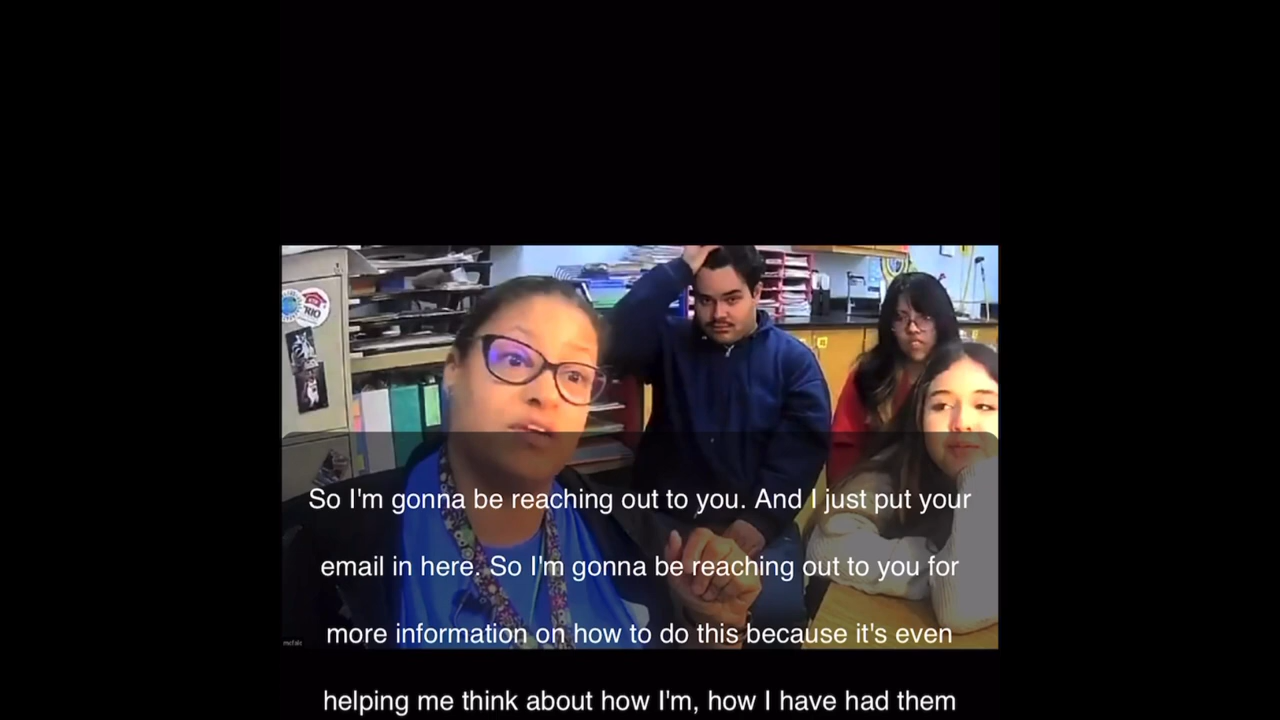 RIO
So I'm gonna be reaching out to you. And I just put your
email in here. So I'm gonna be reaching out to you for
more information on how to do this because it's even
helping me think about how I'm, how I have had them